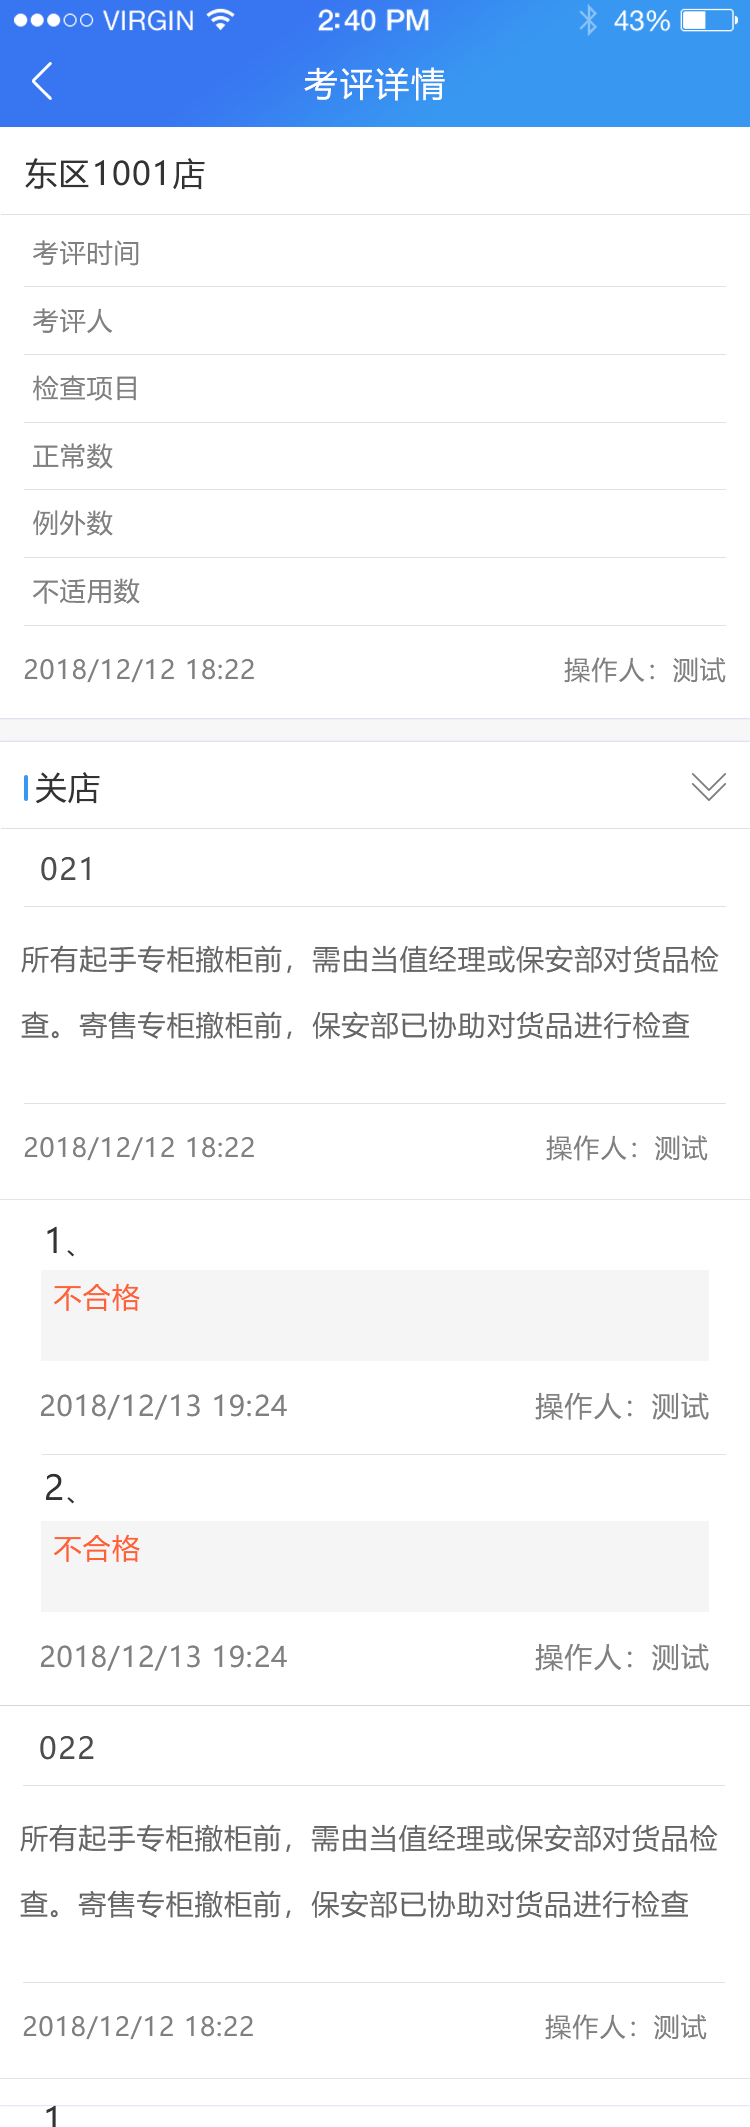 VIRGIN 2:40 PM 43%
考评详情
东区1001店
考评时间
考评人
检查项目
正常数
例外数
不适用数
2018/12/12 18:22 操作人：测试
关店
021
所有起手专柜撤柜前，需由当值经理或保安部对货品检
查。寄售专柜撤柜前，保安部已协助对货品进行检查
2018/12/12 18:22 操作人：测试
1、
不合格
2018/12/13 19:24 操作人：测试
2、
不合格
2018/12/13 19:24 操作人：测试
022
所有起手专柜撤柜前，需由当值经理或保安部对货品检
查。寄售专柜撤柜前，保安部已协助对货品进行检查
2018/12/12 18:22 操作人：测试
1